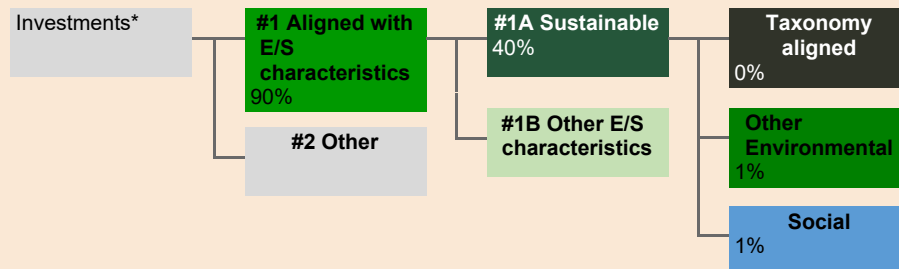 Investments*
#1 Aligned with
E/S
characteristics
90%
#2 Other
#1A Sustainable
40%
#1B Other E/S
characteristics
Taxonomy
aligned
0%
Other
Environmental
1%
Social
1%